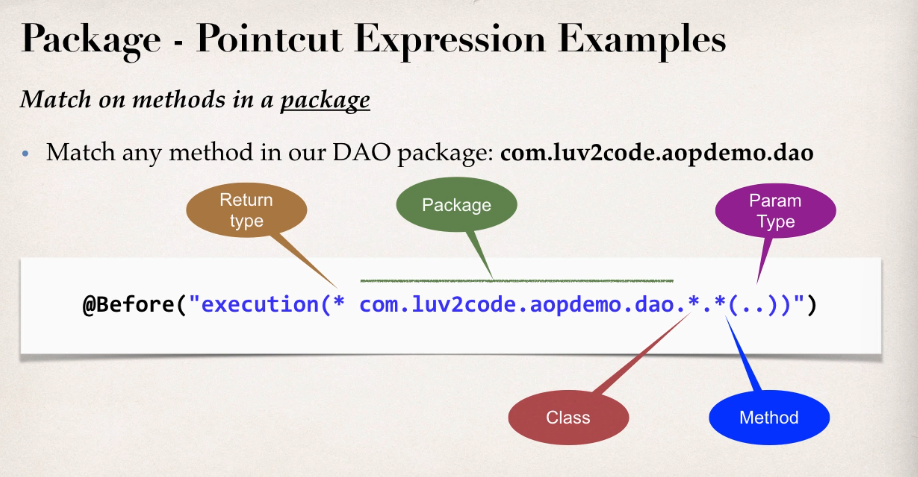 Package - Pointcut Expression Examples
Match on methods in a package
• Match any method in our DAO package: com.luv2code.aopdemo.dao
Return
type
Package
Param
Type
@Before("execution(* com.luv2code.aopdemo.dao.*.*(..))")
Class
Method